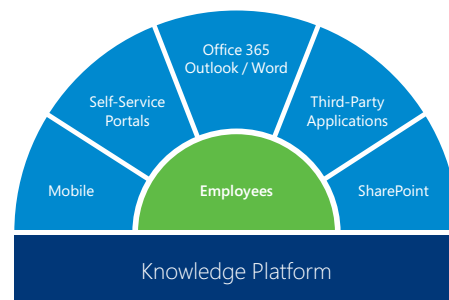 Office 365
Outlook / Word
Self-Service
Portals
Third-Party
Applications
Mobile
Employees
SharePoint
Knowledge Platform